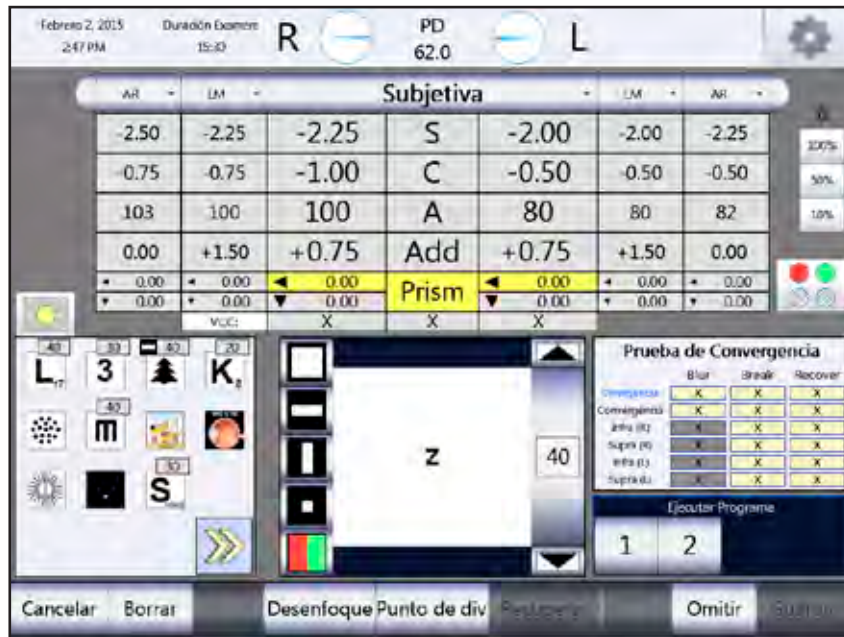 Febrero 2, 2015 Duración Examen R PD L
2:47 PM 15:32 62.0
AR LM Subjetiva LM AR
-2.50 -2.25 -2.25 S -2.00 -2.00 -2.25
-0.75 -0.75 -1.00 C -0.50 -0.50 -0.50
103 100 100 A 80 80 82
0.00 +1.50 +0.75 Add +0.75 +1.50 0.00
0.00 0.00 0.00 Prism 0.00 0.00 0.00
0.00 0.00 0.00 0.00 0.00 0.00
X X X
100%
50%
10%
40 30 40 20
L 3 K
40
m
30
S
z
40
Prueba de Convergencia
Blur Break Recover
X X X
Convergencia X X X
Infra (R) X X X
Supra (R) X X X
Infra (L) X X X
X X X
Ejecutar Programa
1 2
Cancelar Borrar Desenfoque Punto de div Omitir